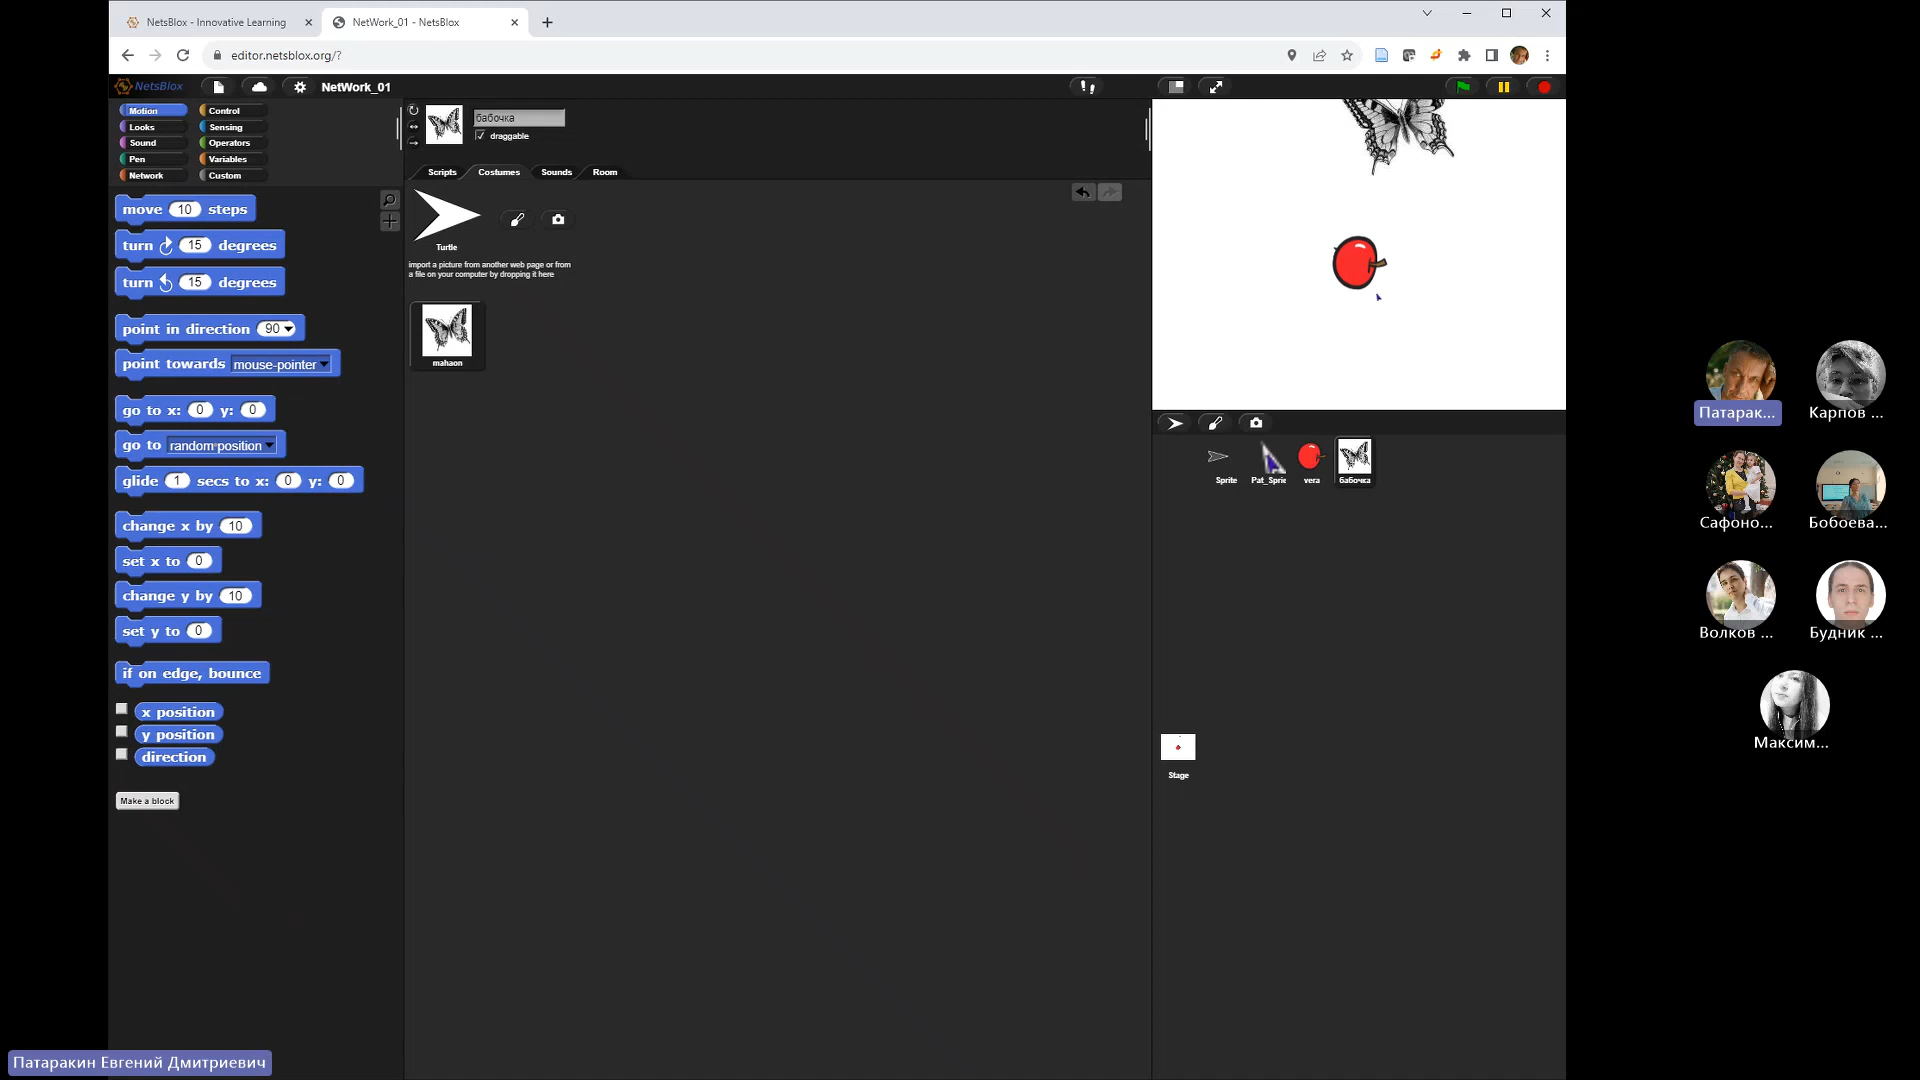 NetsBlox - Innovative Learning
NetWork_01 - NetsBlox
editor.netsblox.org/?
NetsBlox
NetWork_01
Motion
Control
Looks
Sensing
Sound
Operators
Pen
Variables
Network
Custom
move 10 steps
turn 15 degrees
turn 15 degrees
point in direction 90
point towards mouse-pointer
go to x: 0 y: 0
go to random position
glide 1 secs to x: 0 y: 0
change x by 10
set x to 0
change y by 10
set y to 0
if on edge, bounce
x position
y position
direction
Make a block
бабочка
draggable
Scripts
Costumes
Sounds
Room
Turtle
import a picture from another web page or from
a file on your computer by dropping it here
mahaon
Sprite
Pat_Sprie
vera
бабочка
Stage
Патарак...
Карпов ...
Сафоно...
Бобоева...
Волков ...
Будник ...
Максим...
Патаракин Евгений Дмитриевич